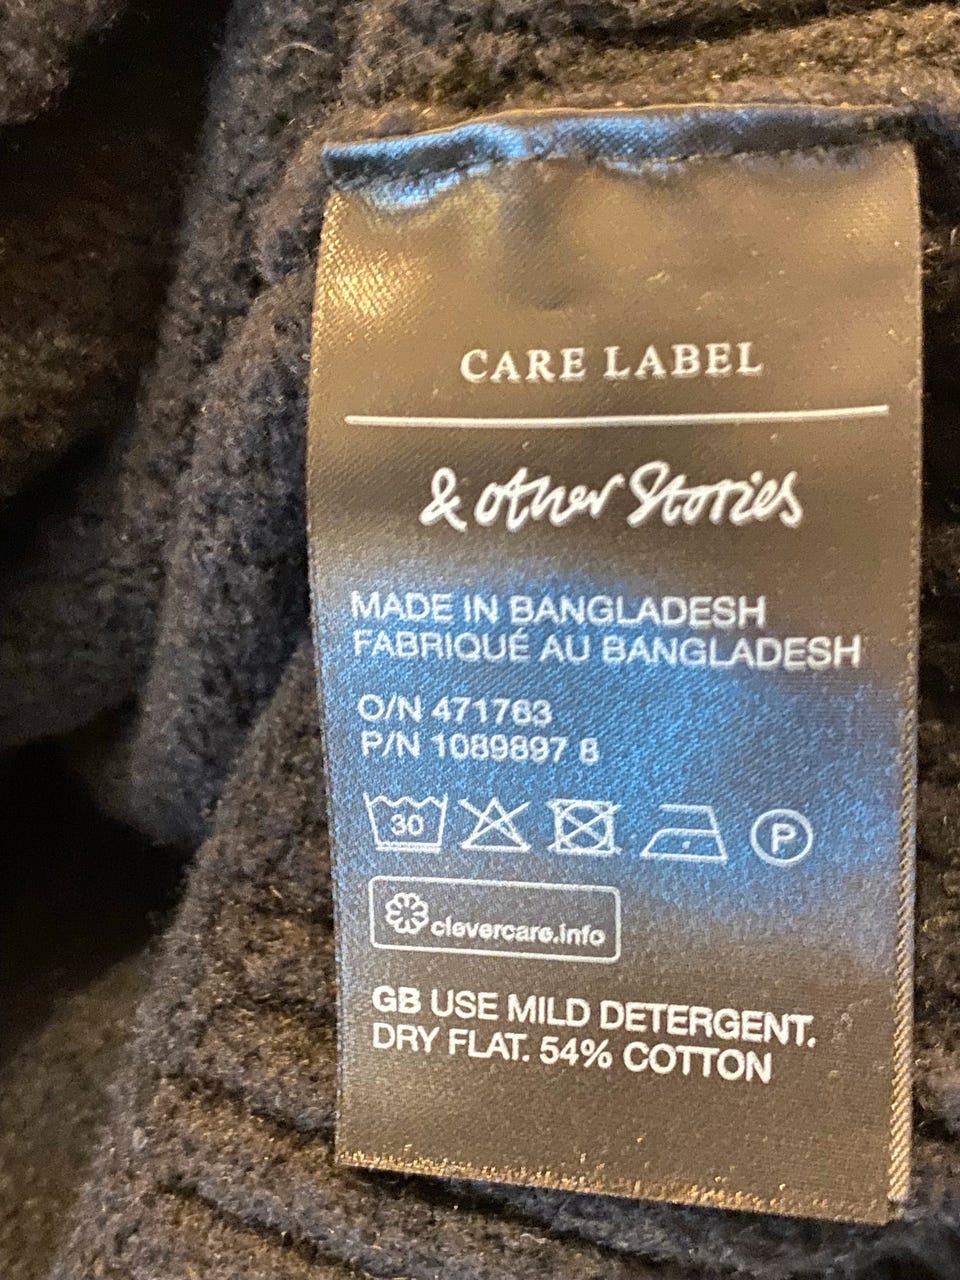 CARE LABEL
& other Stories
MADE IN BANGLADESH
FABRIQUÉ AU BANGLADESH
O/N 471763
P/N 1089897 8
30 P
clevercare.info
GB USE MILD DETERGENT.
DRY FLAT. 54% COTTON